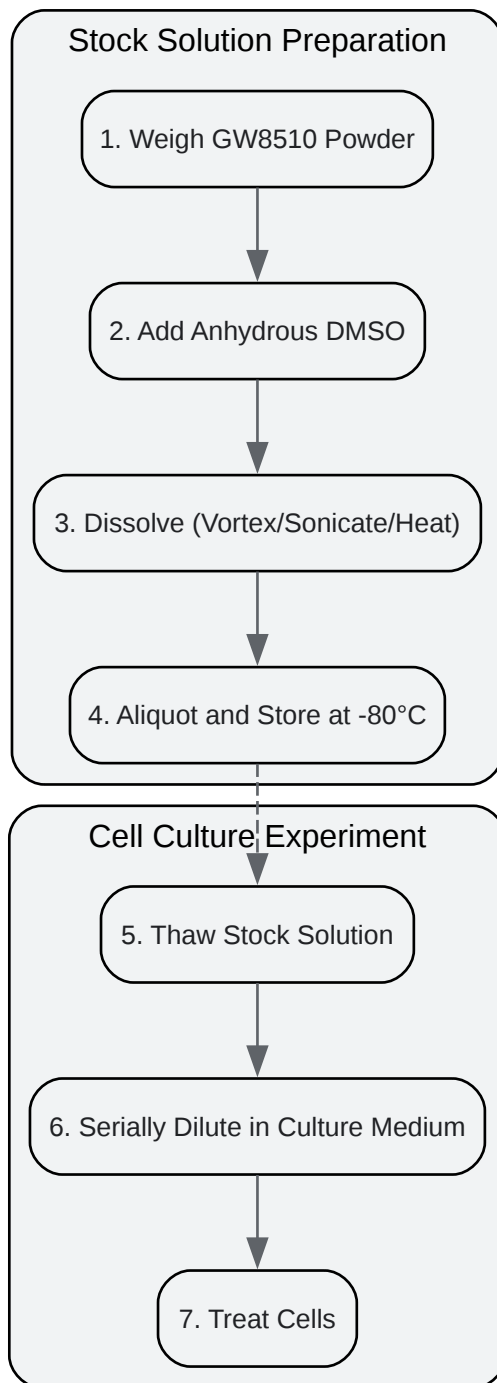 Stock Solution Preparation
1. Weigh GW8510 Powder
2. Add Anhydrous DMSO
3. Dissolve (Vortex/Sonicate/Heat)
4. Aliquot and Store at -80°C
Cell Culture Experiment
5. Thaw Stock Solution
6. Serially Dilute in Culture Medium
7. Treat Cells